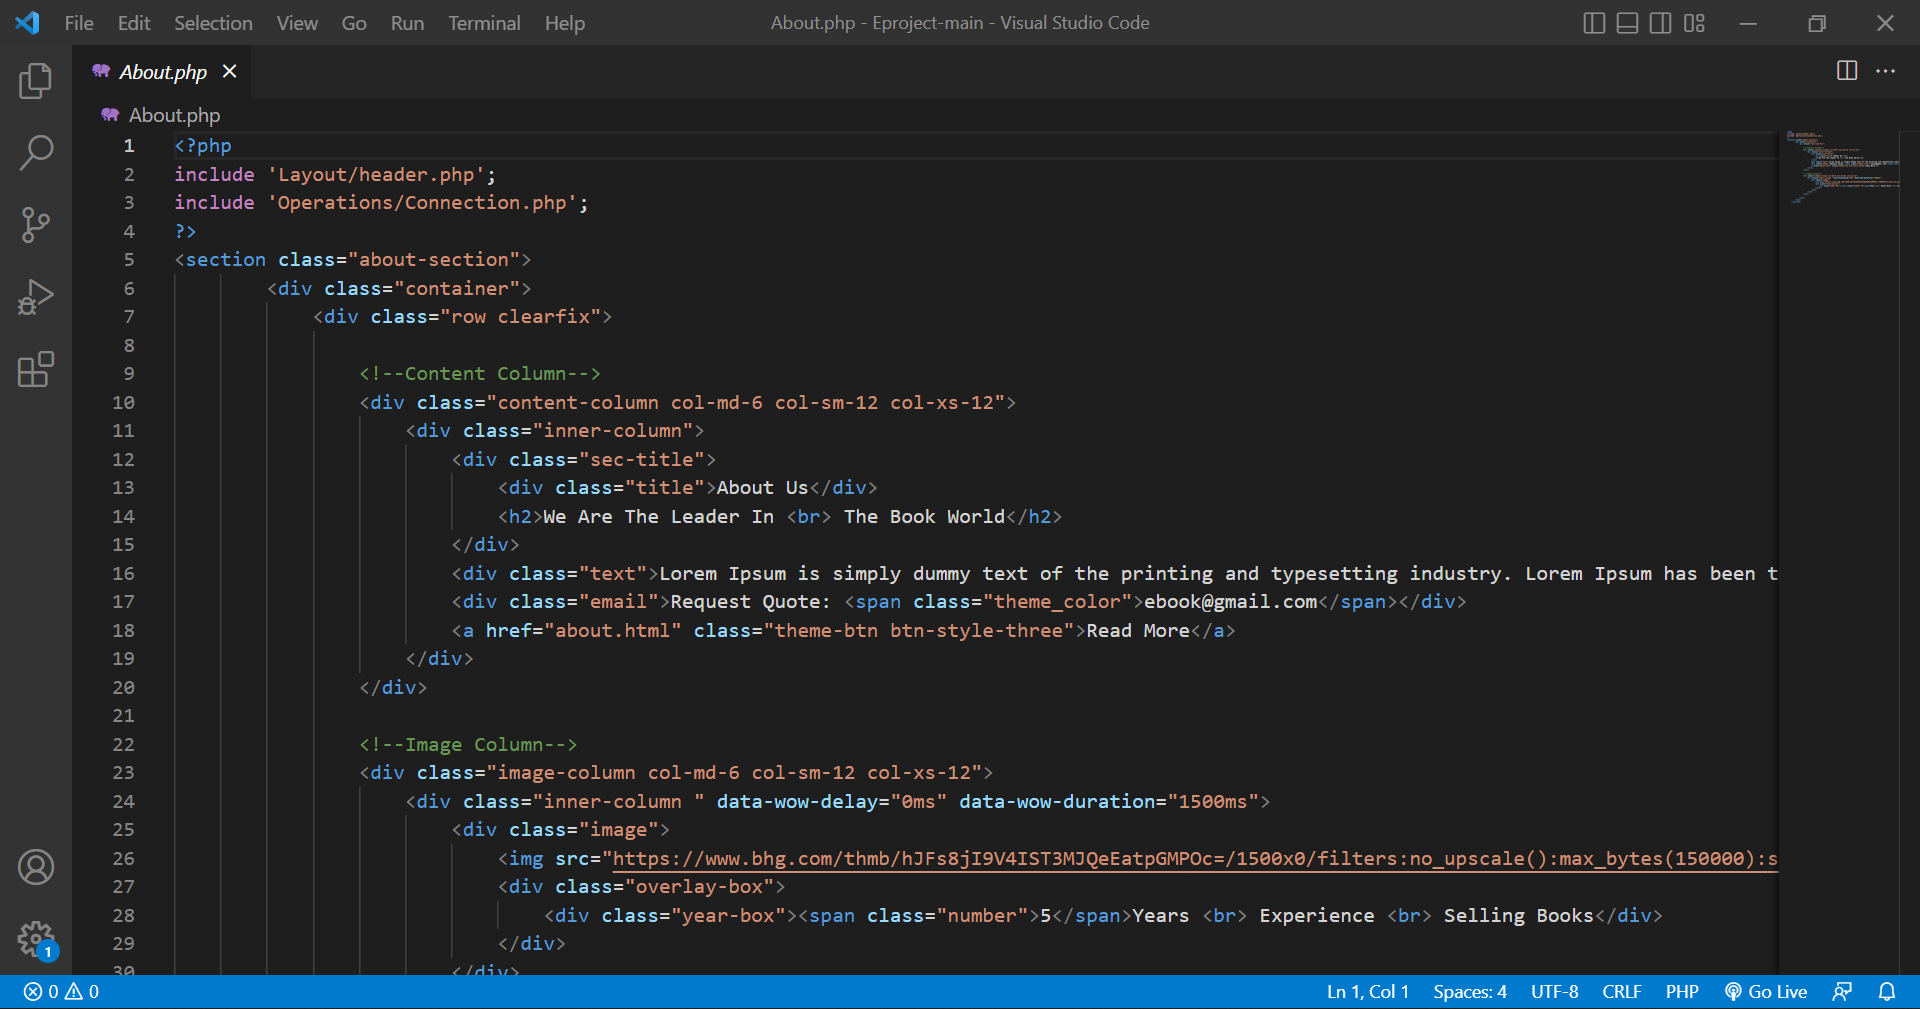 File Edit Selection View Go Run Terminal Help About.php - Eproject-main - Visual Studio Code
About.php
About.php
1 <?php
2 include 'Layout/header.php';
3 include 'Operations/Connection.php';
4 ?>
5 <section class="about-section">
6 <div class="container">
7 <div class="row clearfix">
8
9 <!--Content Column-->
10 <div class="content-column col-md-6 col-sm-12 col-xs-12">
11 <div class="inner-column">
12 <div class="sec-title">
13 <div class="title">About Us</div>
14 <h2>We Are The Leader In <br> The Book World</h2>
15 </div>
16 <div class="text">Lorem Ipsum is simply dummy text of the printing and typesetting industry. Lorem Ipsum has been t
17 <div class="email">Request Quote: <span class="theme_color">ebook@gmail.com</span></div>
18 <a href="about.html" class="theme-btn btn-style-three">Read More</a>
19 </div>
20 </div>
21
22 <!--Image Column-->
23 <div class="image-column col-md-6 col-sm-12 col-xs-12">
24 <div class="inner-column " data-wow-delay="0ms" data-wow-duration="1500ms">
25 <div class="image">
26 <img src="https://www.bhg.com/thmb/hJFs8jI9V4IST3MJQeEatpGMPOc=/1500x0/filters:no_upscale():max_bytes(150000):s
27 <div class="overlay-box">
28 <div class="year-box"><span class="number">5</span>Years <br> Experience <br> Selling Books</div>
29 </div>
30 </div>
1
0 0 Ln 1, Col 1 Spaces: 4 UTF-8 CRLF PHP Go Live